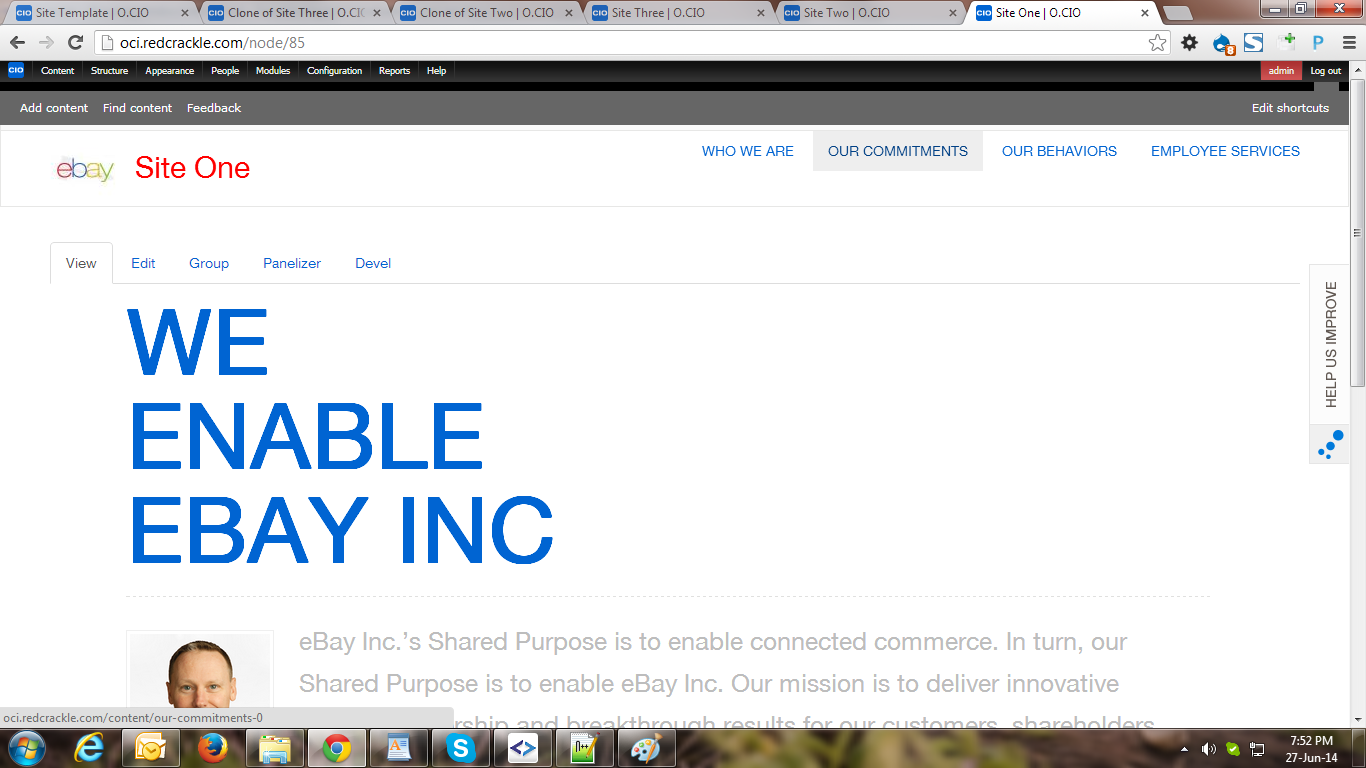 Site Template | O.CIO
Clone of Site Three | O.CIO
Clone of Site Two | O.CIO
Site Three | O.CIO
Site Two | O.CIO
Site One | O.CIO
oci.redcrackle.com/node/85
CIO Content Structure Appearance People Modules Configuration Reports Help admin Log out
Add content Find content Feedback Edit shortcuts
ebay Site One WHO WE ARE OUR COMMITMENTS OUR BEHAVIORS EMPLOYEE SERVICES
View Edit Group Panelizer Devel
HELP US IMPROVE
WE
ENABLE
EBAY INC
eBay Inc.’s Shared Purpose is to enable connected commerce. In turn, our
Shared Purpose is to enable eBay Inc. Our mission is to deliver innovative
and breakthrough results for our customers, shareholders
oci.redcrackle.com/content/our-commitments-0
7:52 PM
27-Jun-14